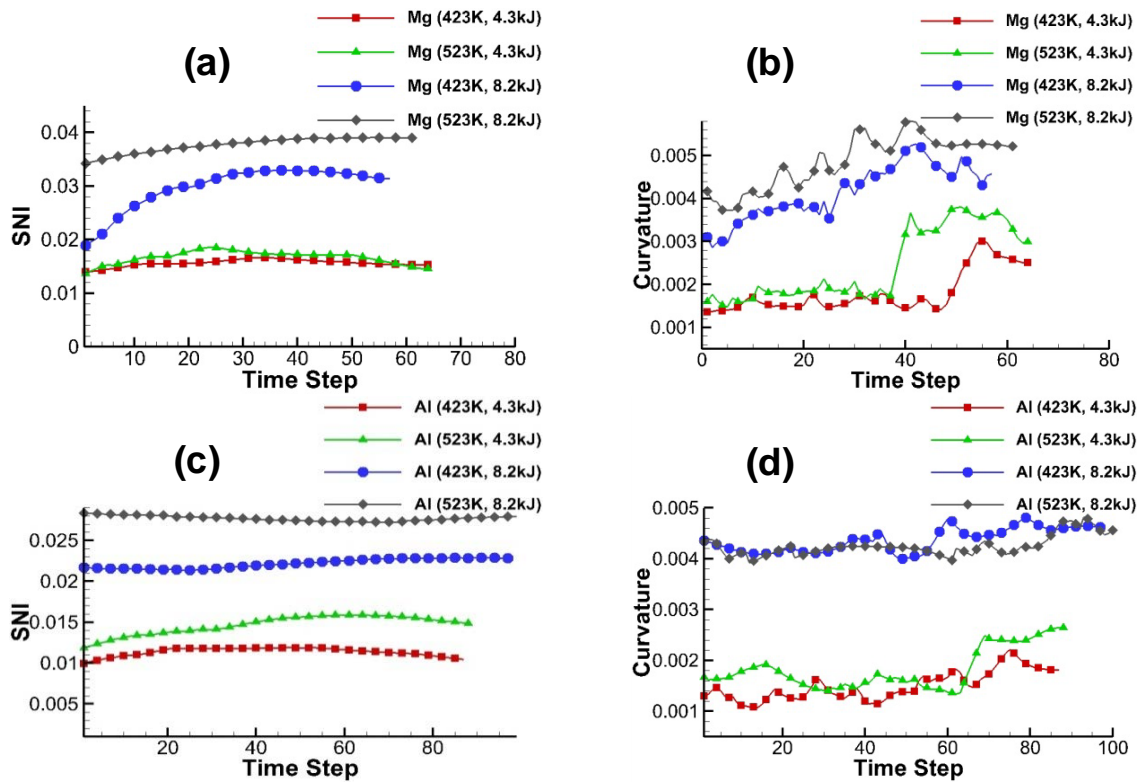 Mg (423K, 4.3kJ)
Mg (523K, 4.3kJ)
Mg (423K, 8.2kJ)
Mg (523K, 8.2kJ)
(a)
0.04
0.03
0.02
0.01
0
SNI
10 20 30 40 50 60 70 80
Time Step
Mg (423K, 4.3kJ)
Mg (523K, 4.3kJ)
Mg (423K, 8.2kJ)
Mg (523K, 8.2kJ)
(b)
0.005
0.004
0.003
0.002
0.001
Curvature
0 20 40 60 80
Time Step
Al (423K, 4.3kJ)
Al (523K, 4.3kJ)
Al (423K, 8.2kJ)
Al (523K, 8.2kJ)
(c)
0.025
0.02
0.015
0.01
0.005
SNI
20 40 60 80
Time Step
Al (423K, 4.3kJ)
Al (523K, 4.3kJ)
Al (423K, 8.2kJ)
Al (523K, 8.2kJ)
(d)
0.005
0.004
0.003
0.002
0.001
Curvature
20 40 60 80 100
Time Step